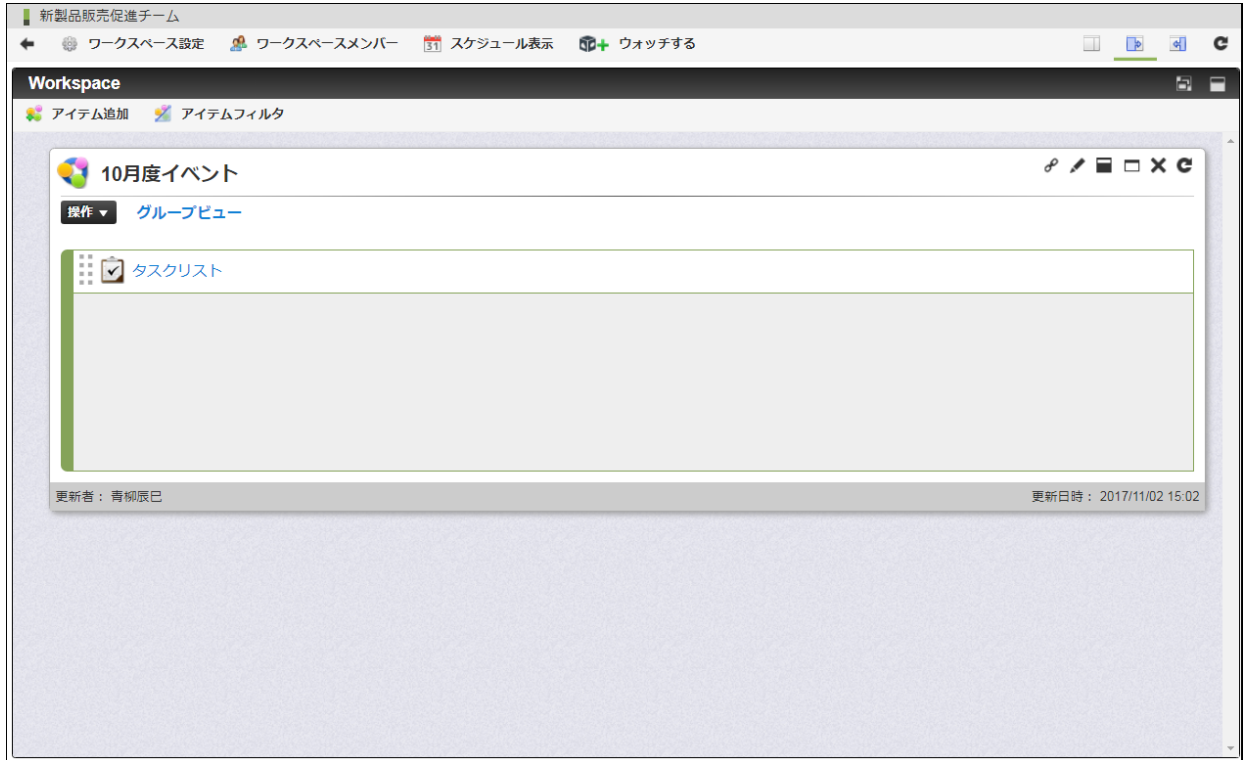 新製品販売促進チーム
ワークスペース設定 ワークスペースメンバー 31 スケジュール表示 ウォッチする
Workspace
アイテム追加 アイテムフィルタ
10月度イベント
操作 ▼ グループビュー
タスクリスト
更新者： 青柳辰巳 更新日時： 2017/11/02 15:02